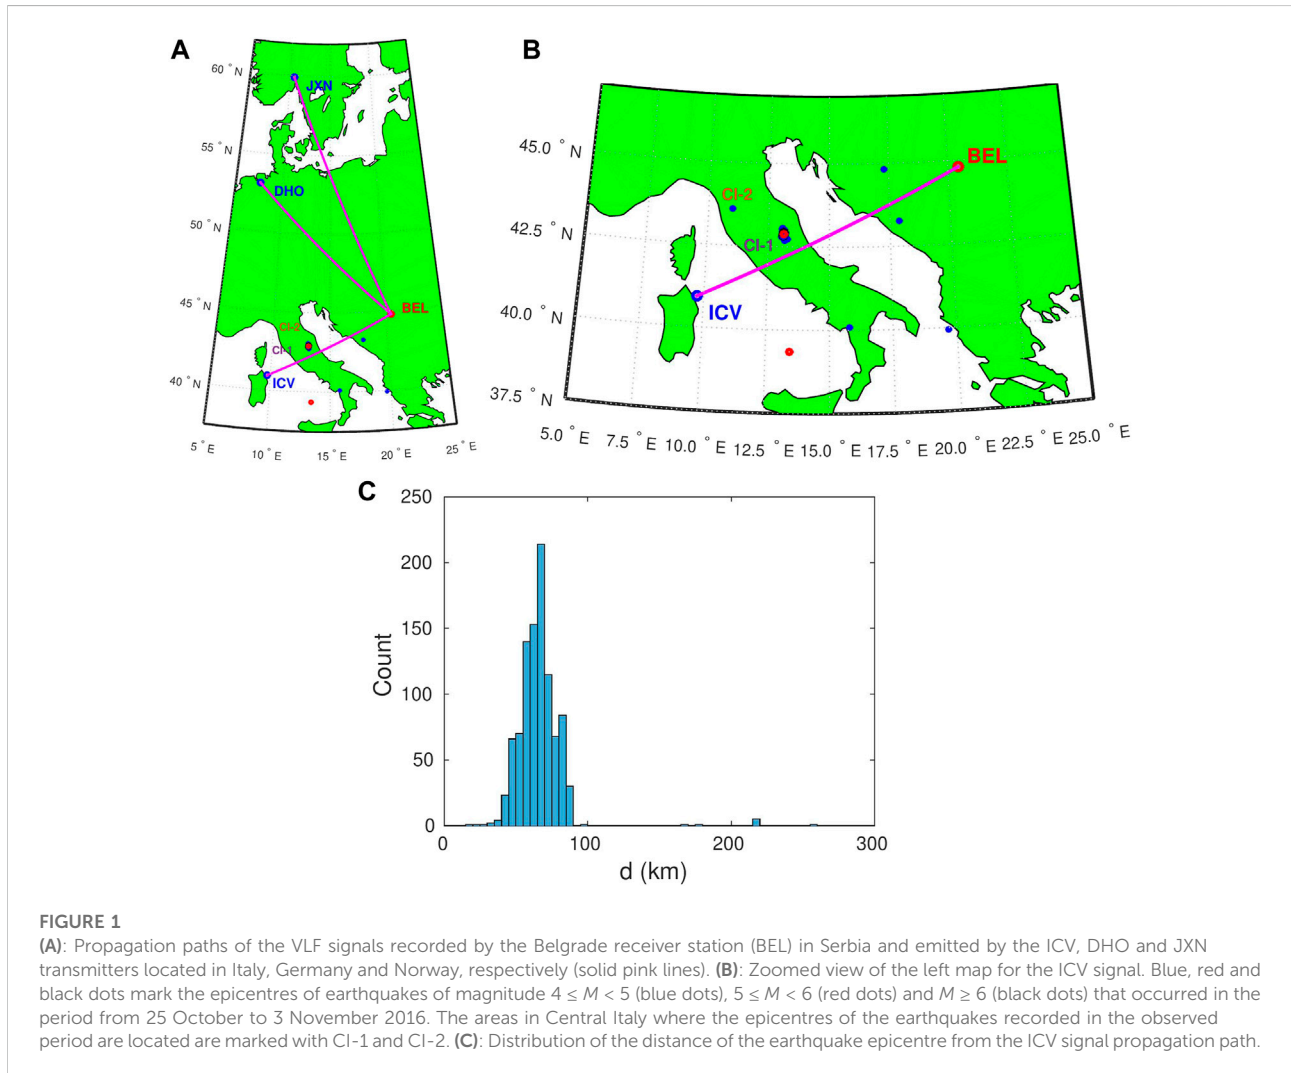 A
60 ° N
55 ° N
50 ° N
45 ° N
40 ° N
5 ° E
10 ° E
15 ° E
20 ° E
25 ° E
JXN
DHO
BEL
CI-2
CI-1
ICV
B
45.0 ° N
42.5 ° N
40.0 ° N
37.5 ° N
5.0 ° E
7.5 ° E
10.0 ° E
12.5 ° E
15.0 ° E
17.5 ° E
20.0 ° E
22.5 ° E
25.0 ° E
BEL
CI-2
CI-1
ICV
C
250
200
150
100
50
0
Count
0
100
200
300
d (km)
FIGURE 1
(A): Propagation paths of the VLF signals recorded by the Belgrade receiver station (BEL) in Serbia and emitted by the ICV, DHO and JXN
transmitters located in Italy, Germany and Norway, respectively (solid pink lines). (B): Zoomed view of the left map for the ICV signal. Blue, red and
black dots mark the epicentres of earthquakes of magnitude 4 ≤ M < 5 (blue dots), 5 ≤ M < 6 (red dots) and M ≥ 6 (black dots) that occurred in the
period from 25 October to 3 November 2016. The areas in Central Italy where the epicentres of the earthquakes recorded in the observed
period are located are marked with CI-1 and CI-2. (C): Distribution of the distance of the earthquake epicentre from the ICV signal propagation path.